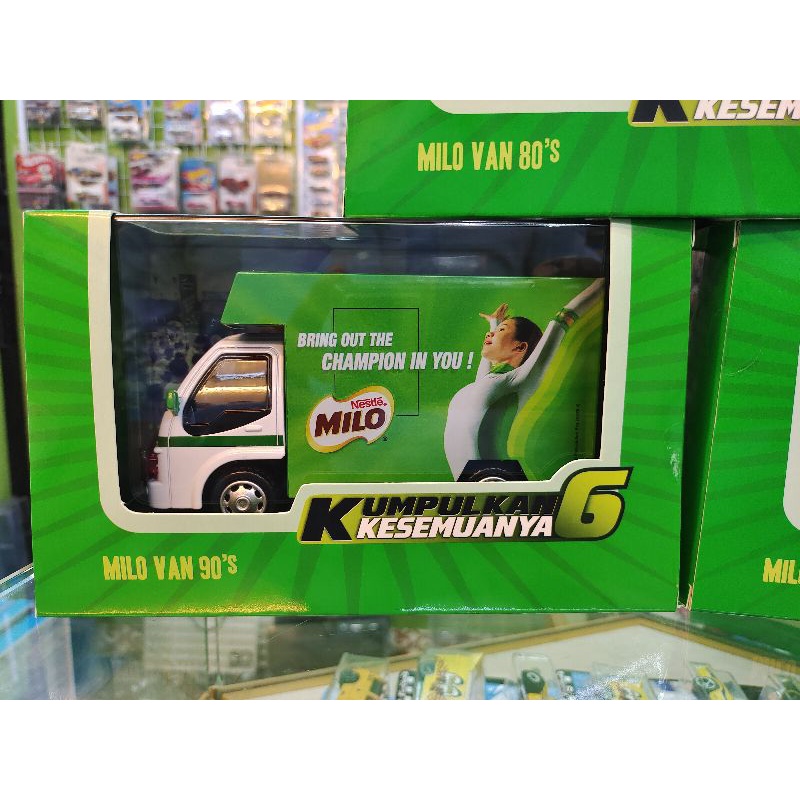 KESEM
MILO VAN 80'S
BRING OUT THE
CHAMPION IN YOU !
Nestlé
MILO
KUMPULKAN 6
KESEMUANYA
MILO VAN 90'S
MIL